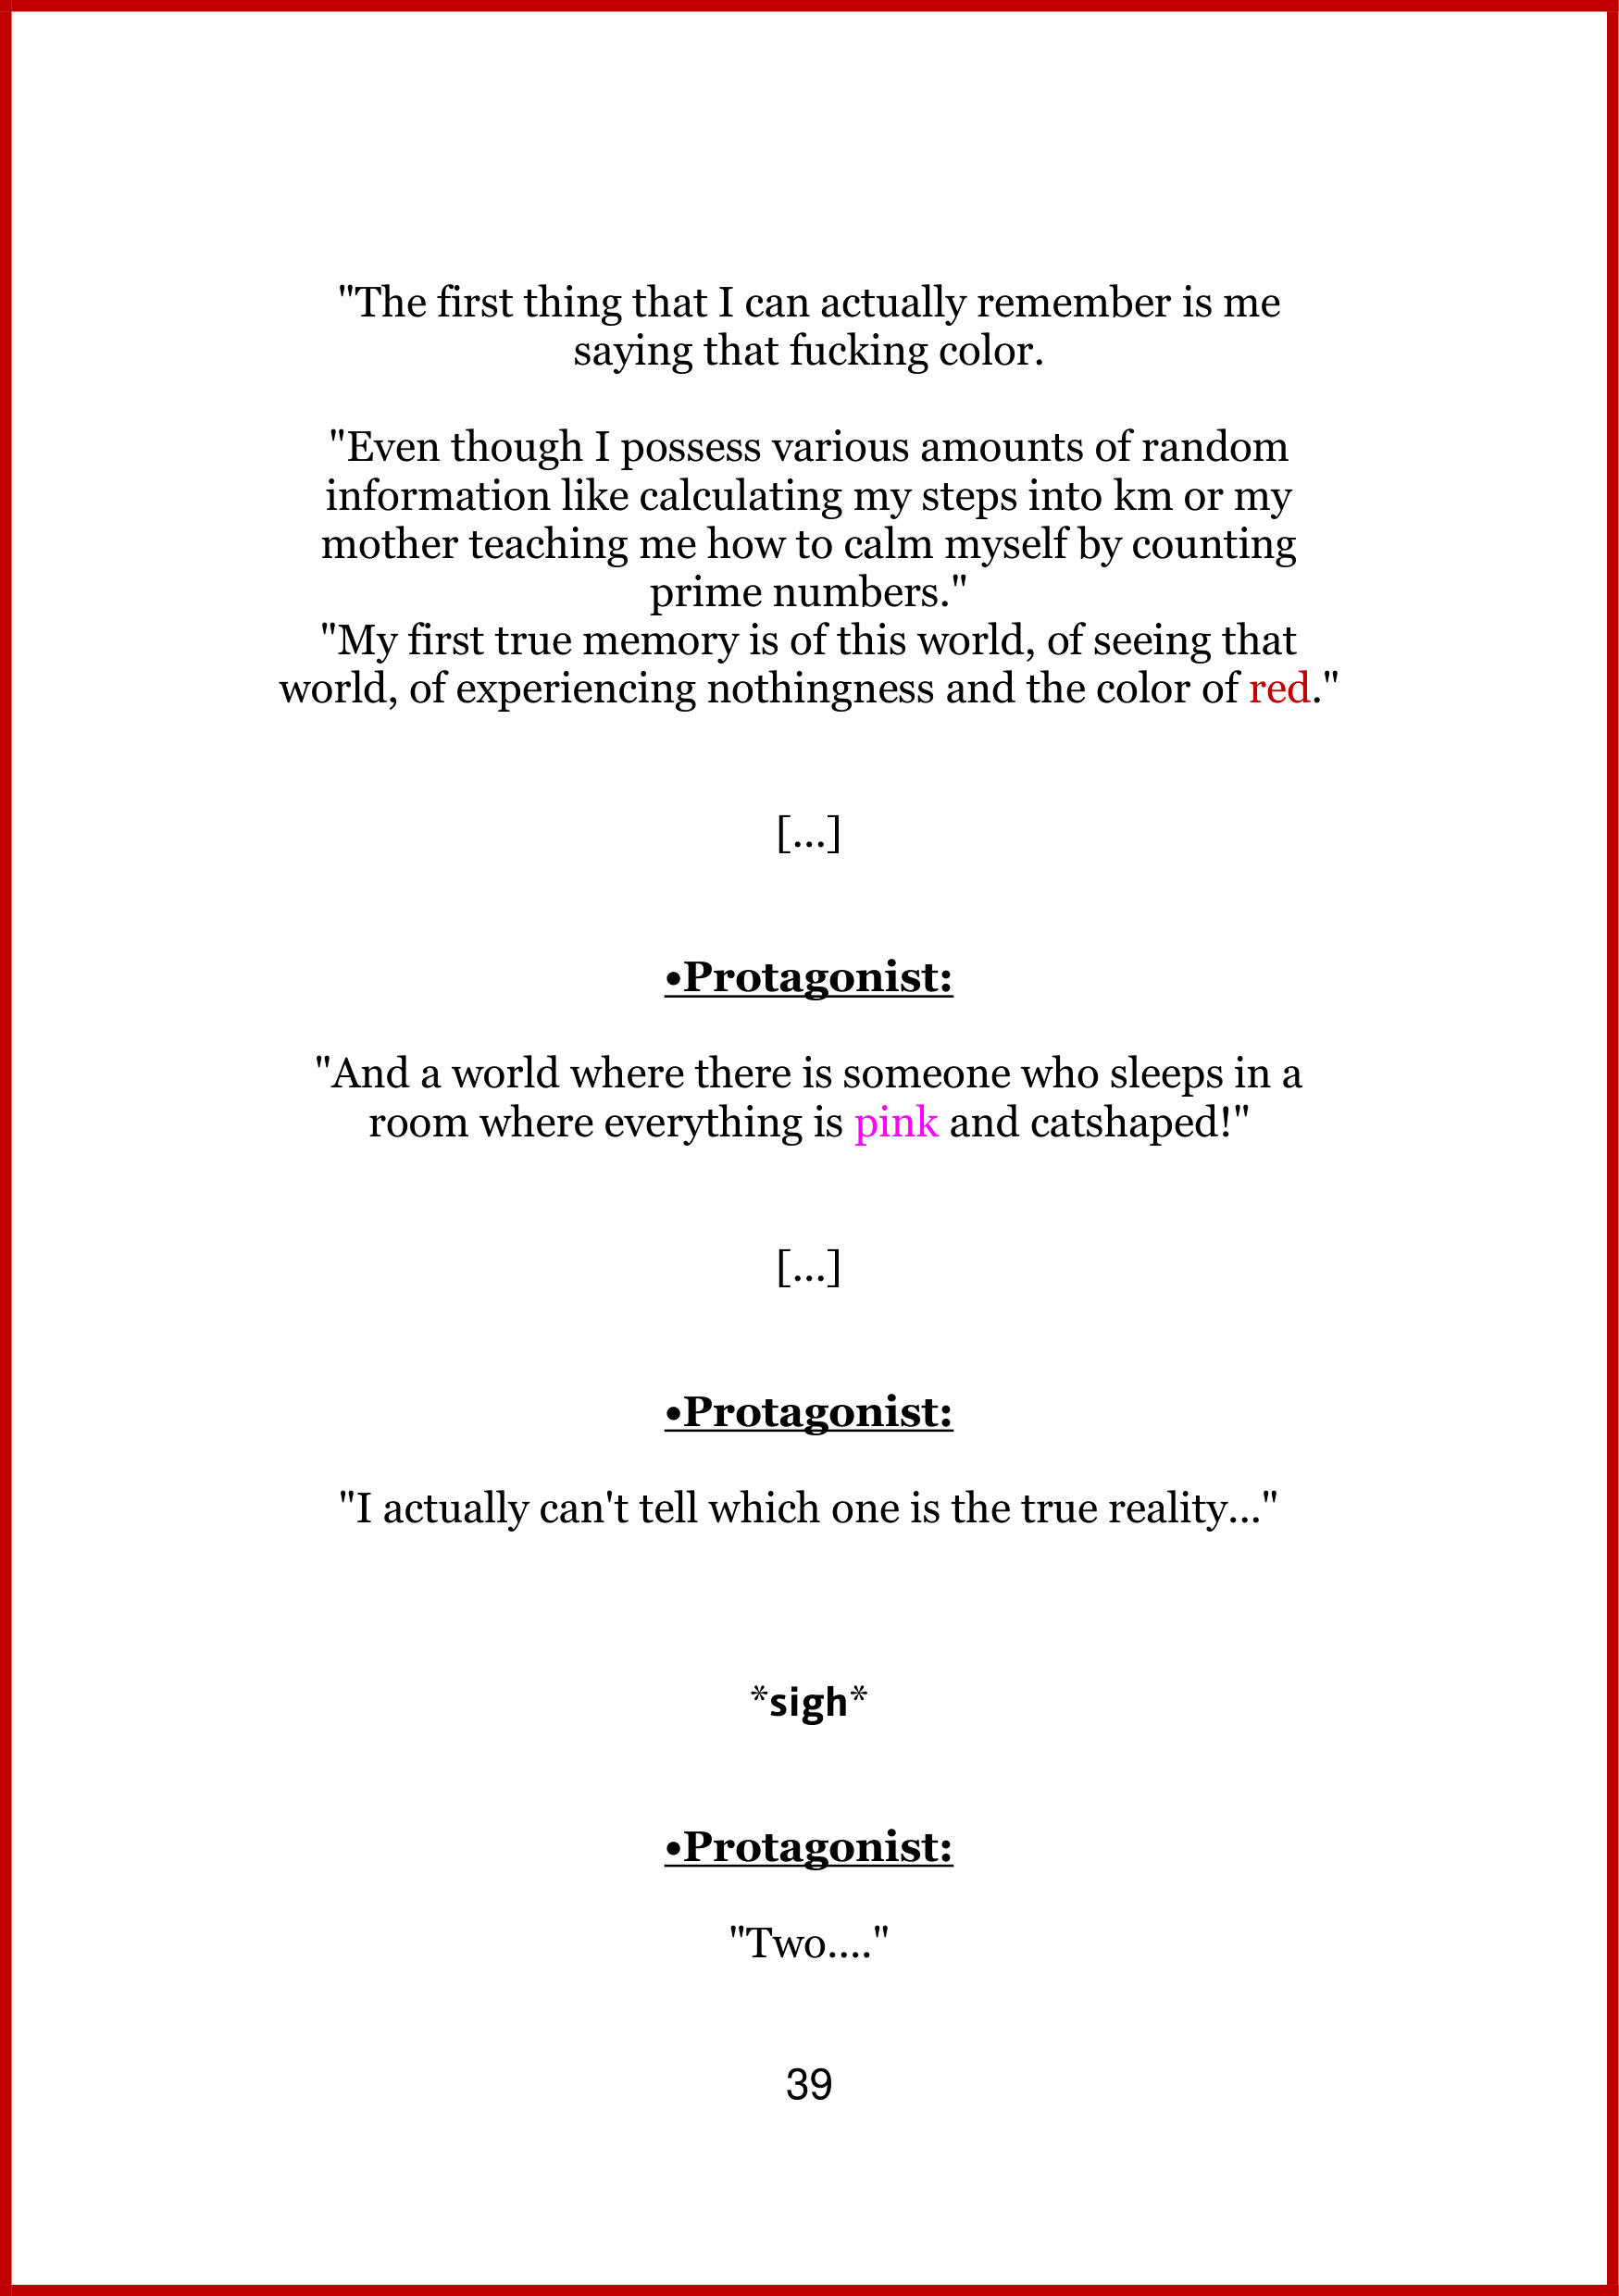 "The first thing that I can actually remember is me
saying that fucking color.
"Even though I possess various amounts of random
information like calculating my steps into km or my
mother teaching me how to calm myself by counting
prime numbers."
"My first true memory is of this world, of seeing that
world, of experiencing nothingness and the color of red."
[...]
•Protagonist:
"And a world where there is someone who sleeps in a
room where everything is pink and catshaped!"
[...]
•Protagonist:
"I actually can't tell which one is the true reality..."
*sigh*
•Protagonist:
"Two...."
39